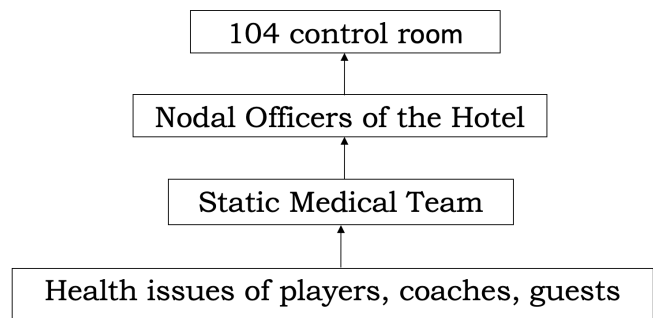 104 control room
Nodal Officers of the Hotel
Static Medical Team
Health issues of players, coaches, guests